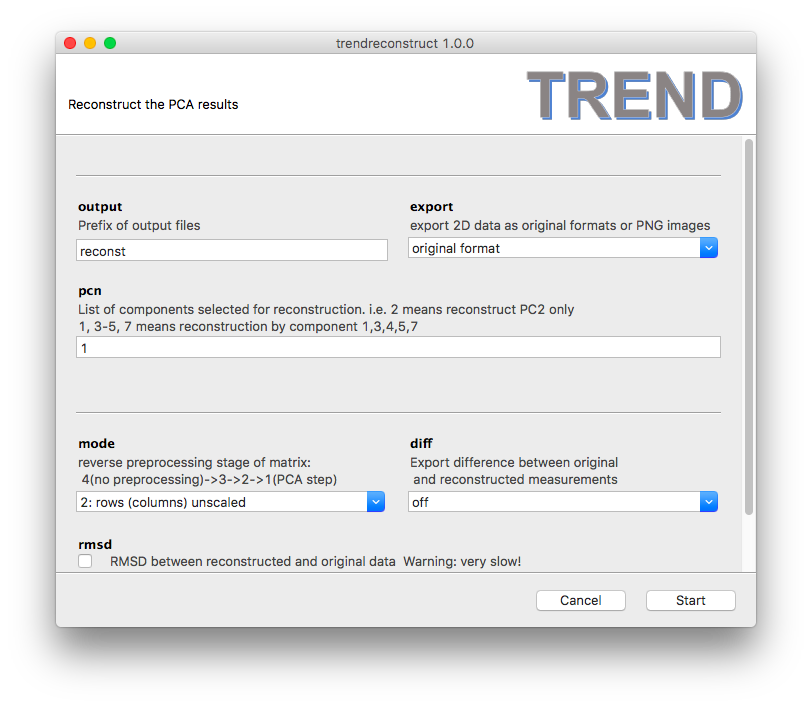 trendreconstruct 1.0.0
Reconstruct the PCA results
TREND
output
Prefix of output files
reconst
export
export 2D data as original formats or PNG images
original format
pcn
List of components selected for reconstruction. i.e. 2 means reconstruct PC2 only
1, 3-5, 7 means reconstruction by component 1,3,4,5,7
1
mode
reverse preprocessing stage of matrix:
4(no preprocessing)->3->2->1(PCA step)
2: rows (columns) unscaled
diff
Export difference between original
and reconstructed measurements
off
rmsd
RMSD between reconstructed and original data  Warning: very slow!
Cancel
Start